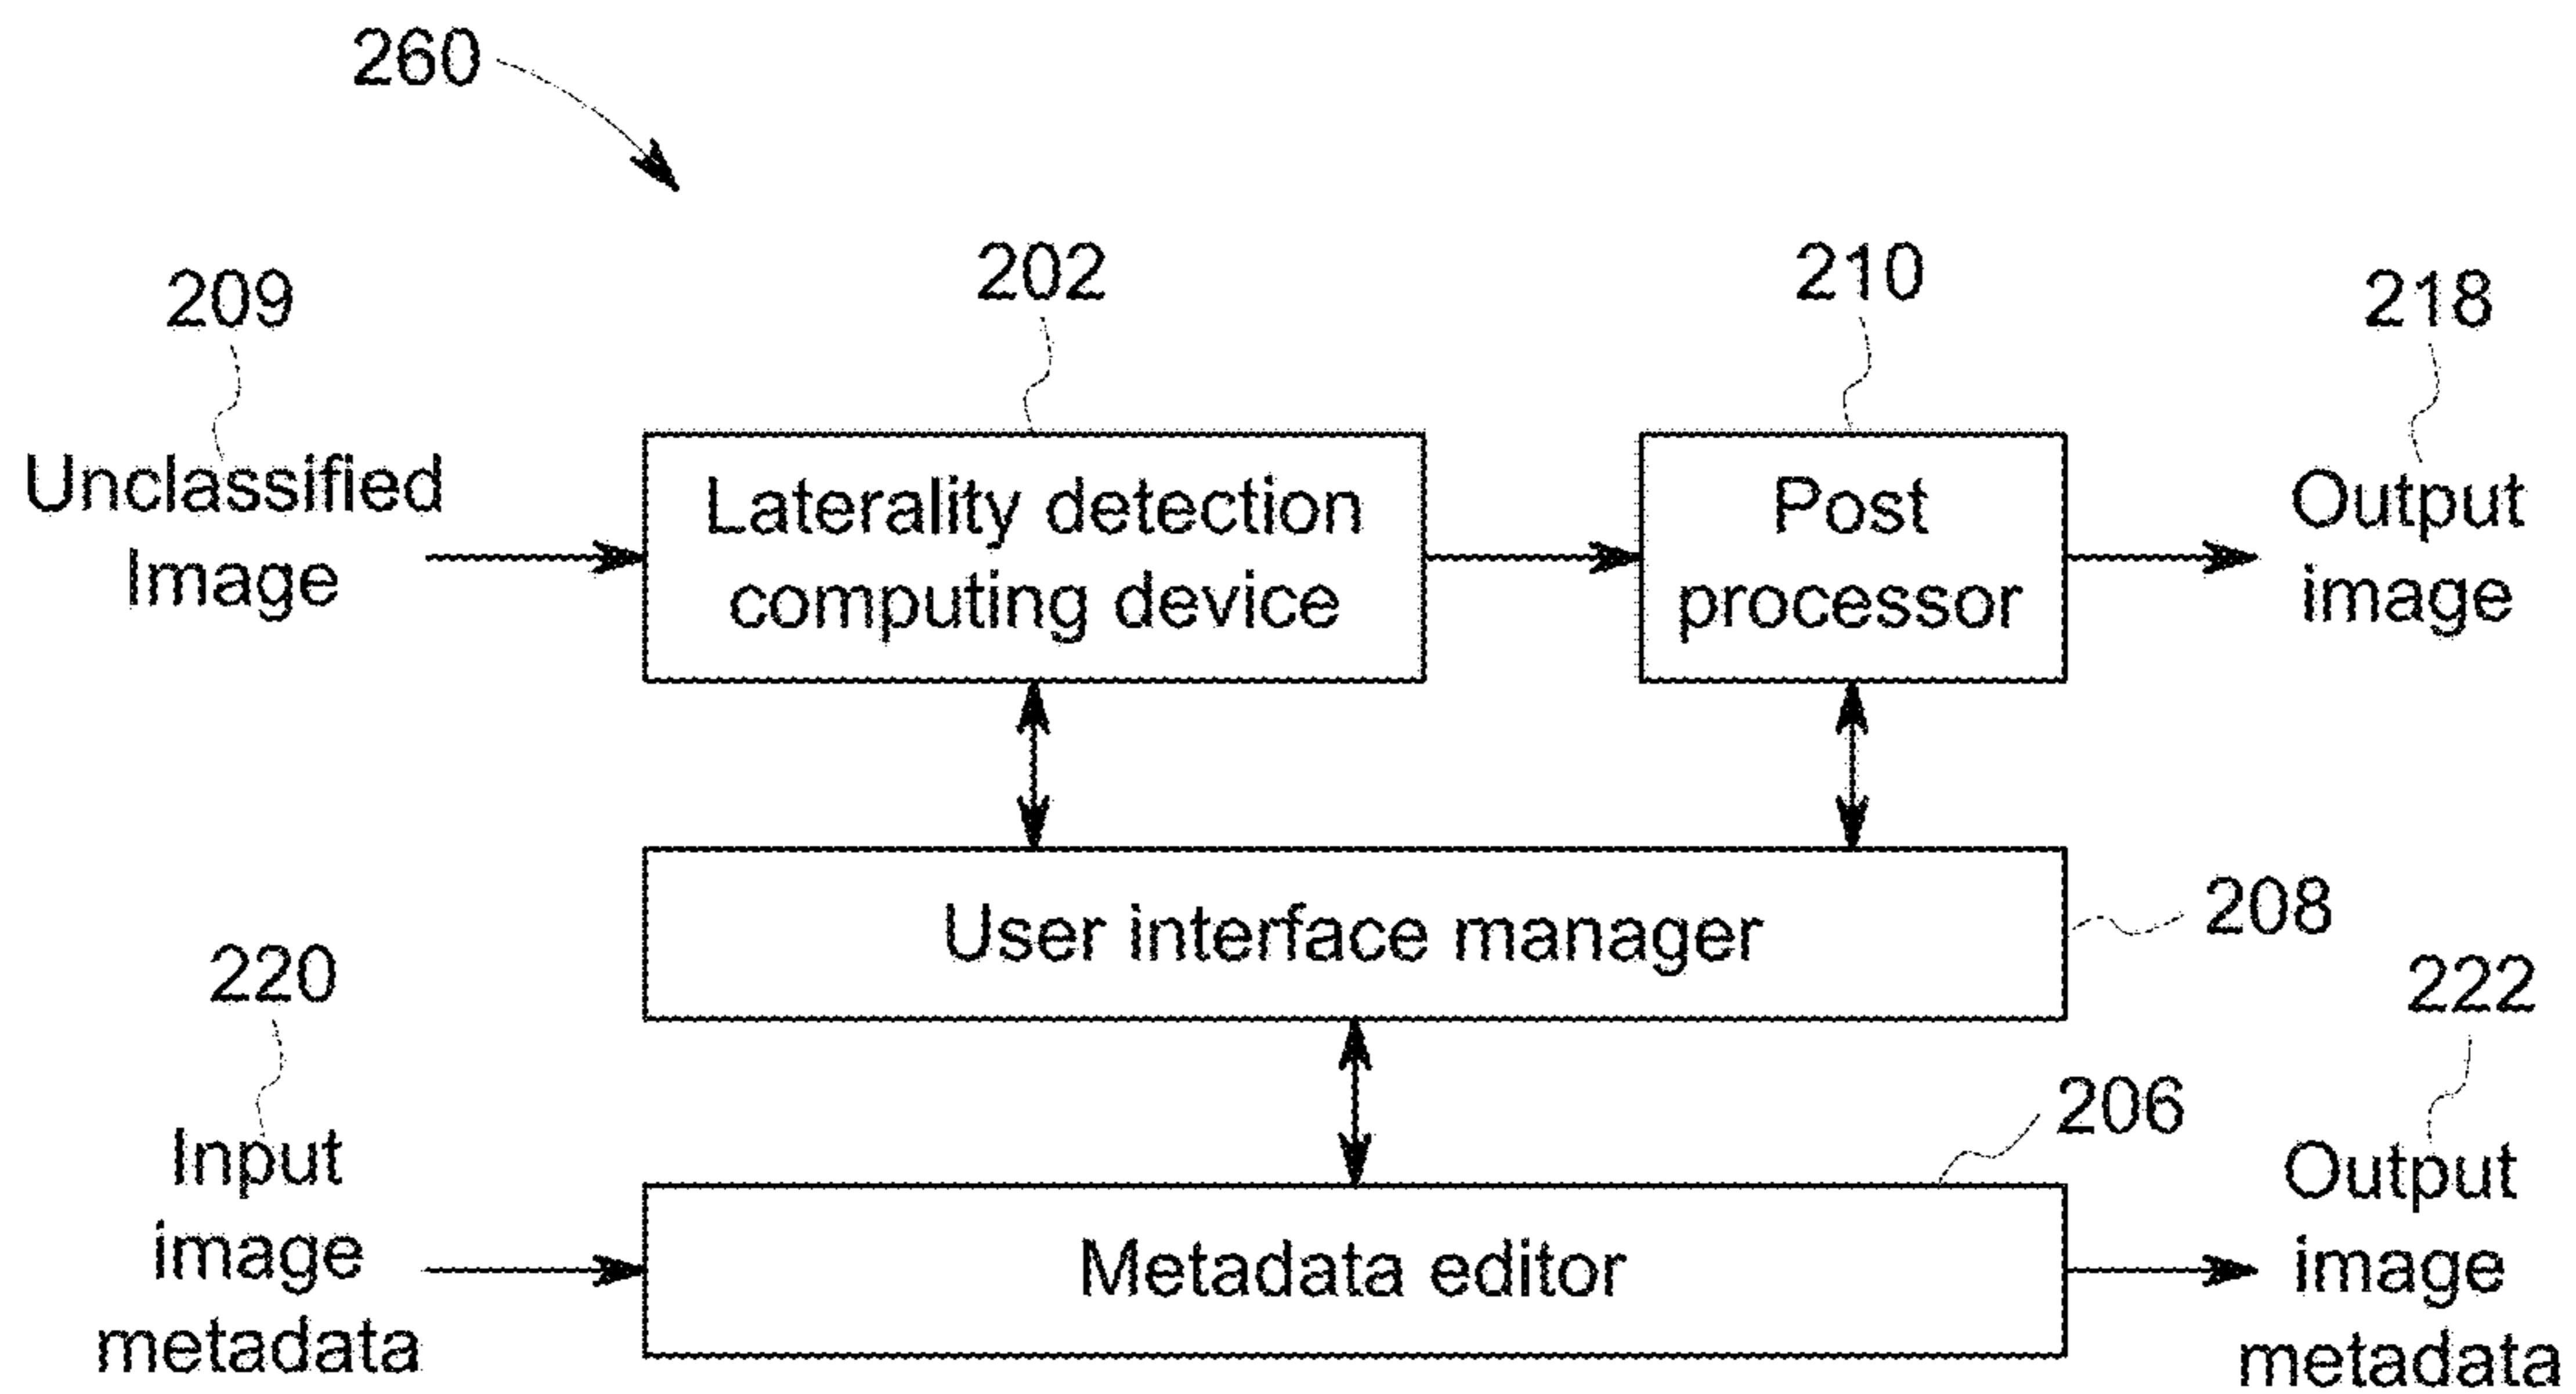 260
209
202
210
218
Unclassified
Image
Laterality detection
computing device
Post
processor
Output
image
User interface manager
208
220
222
206
Input
image
metadata
Metadata editor
Output
image
metadata